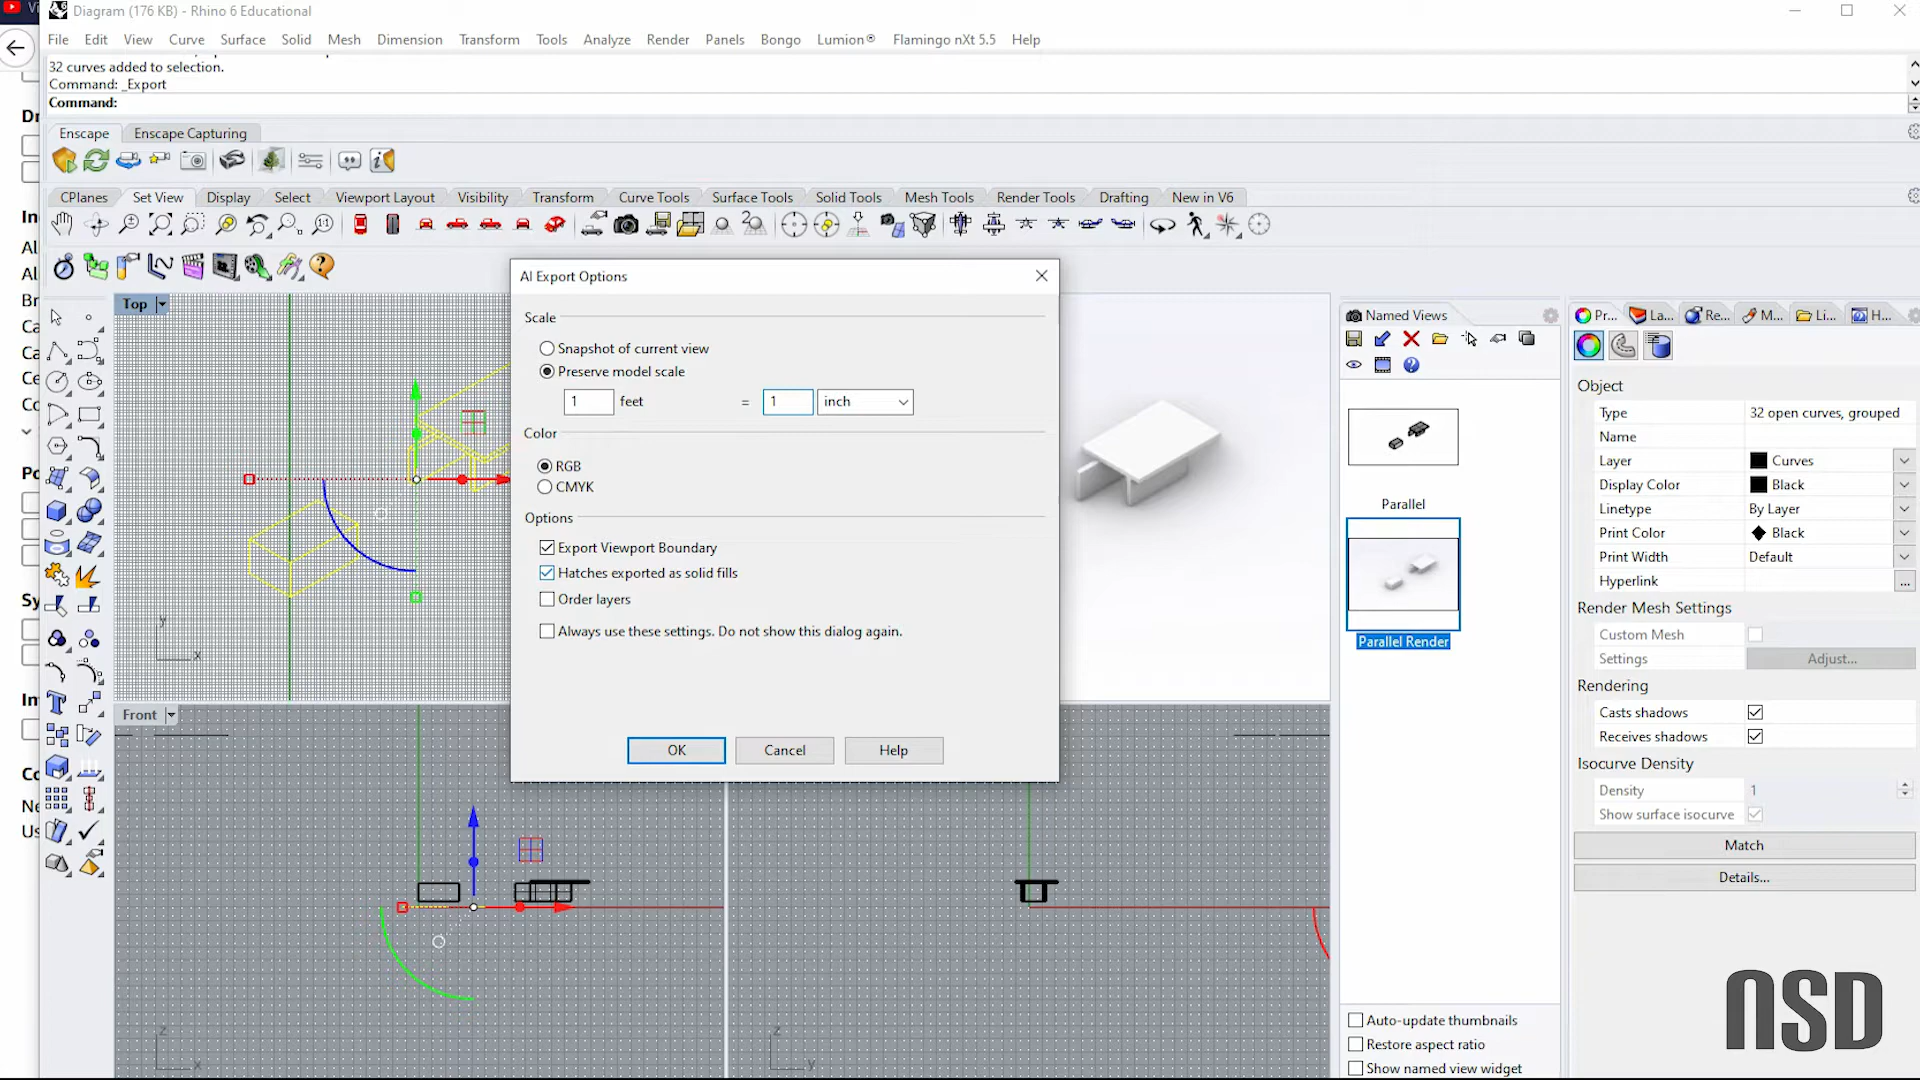 Diagram (176 KB) - Rhino 6 Educational
File Edit View Curve Surface Solid Mesh Dimension Transform Tools Analyze Render Panels Bongo Lumion® Flamingo nXt 5.5 Help
32 curves added to selection.
Command: _Export
Command:
Enscape Enscape Capturing
CPlanes Set View Display Select Viewport Layout Visibility Transform Curve Tools Surface Tools Solid Tools Mesh Tools Render Tools Drafting New in V6
Top
Front
AI Export Options
Scale
Snapshot of current view
Preserve model scale
1 feet = 1 inch
Color
RGB
CMYK
Options
Export Viewport Boundary
Hatches exported as solid fills
Order layers
Always use these settings. Do not show this dialog again.
OK Cancel Help
y
x
z
x
z
y
Named Views
Parallel
Parallel Render
Auto-update thumbnails
Restore aspect ratio
Show named view widget
Pr... La... Re... M... Li... H...
Object
Type 32 open curves, grouped
Name
Layer Curves
Display Color Black
Linetype By Layer
Print Color Black
Print Width Default
Hyperlink ...
Render Mesh Settings
Custom Mesh
Settings Adjust...
Rendering
Casts shadows
Receives shadows
Isocurve Density
Density 1
Show surface isocurve
Match
Details...
NSD